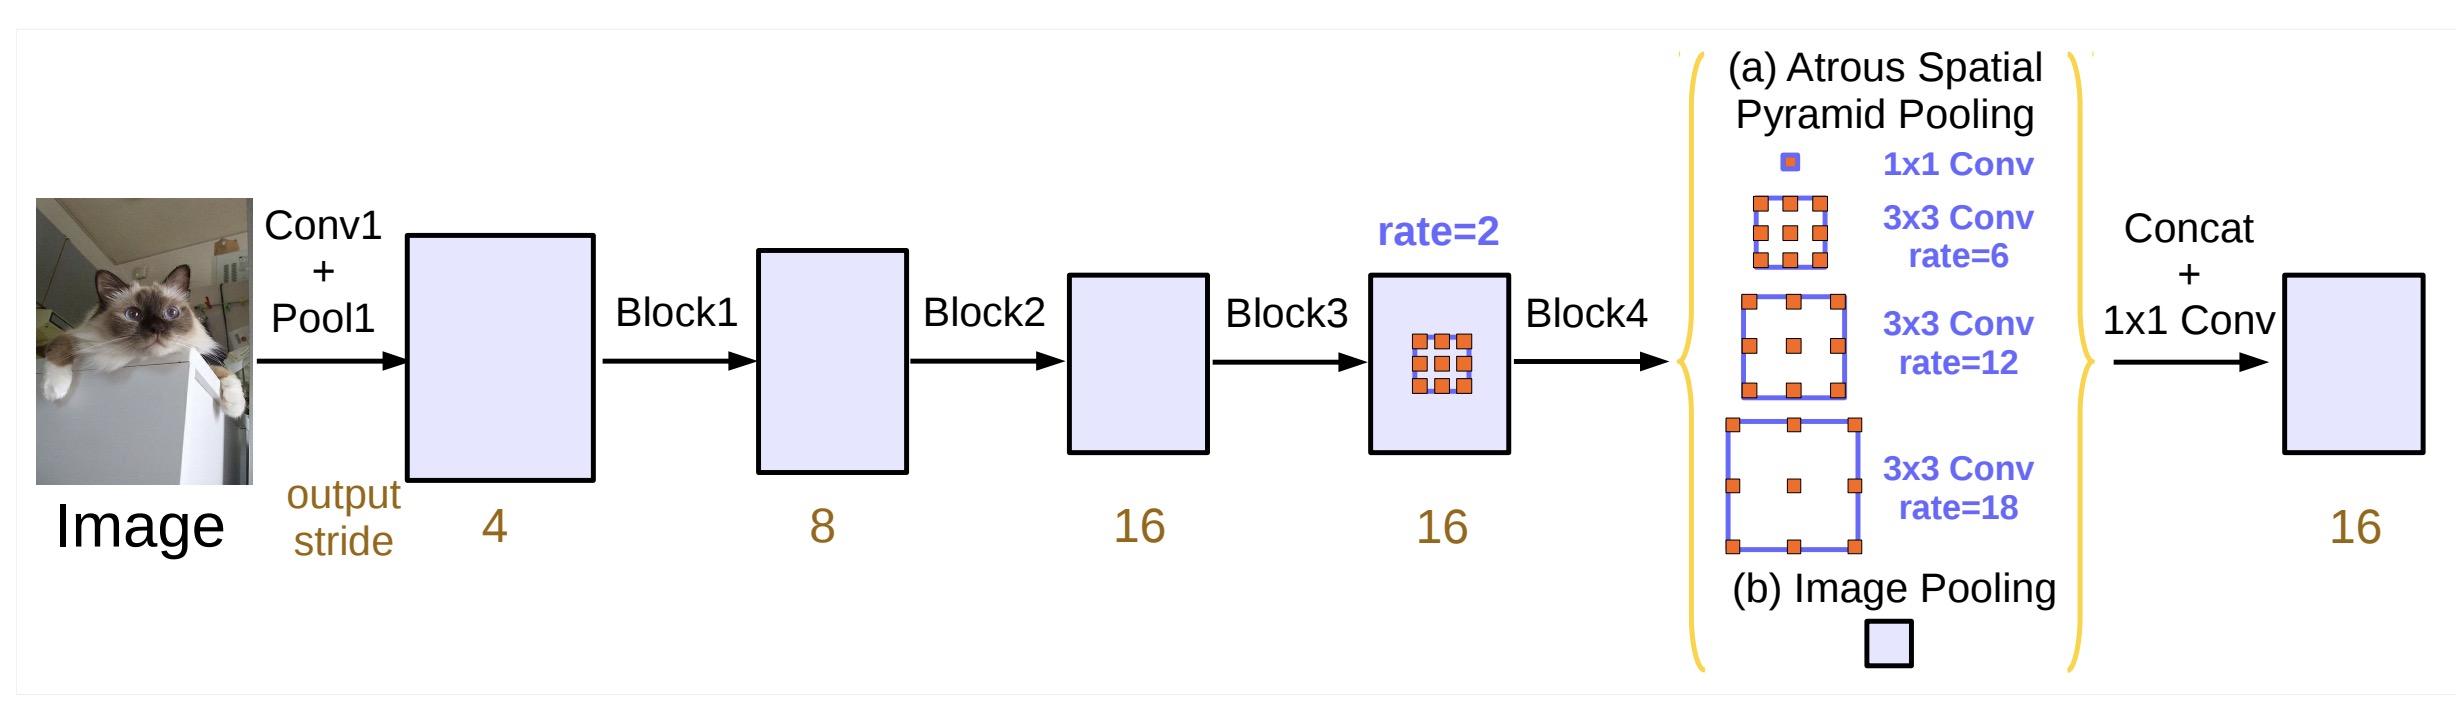 Image
Conv1
+
Pool1
output
stride
4
Block1
8
Block2
16
Block3
rate=2
16
Block4
(a) Atrous Spatial
Pyramid Pooling
1x1 Conv
3x3 Conv
rate=6
3x3 Conv
rate=12
3x3 Conv
rate=18
(b) Image Pooling
Concat
+
1x1 Conv
16